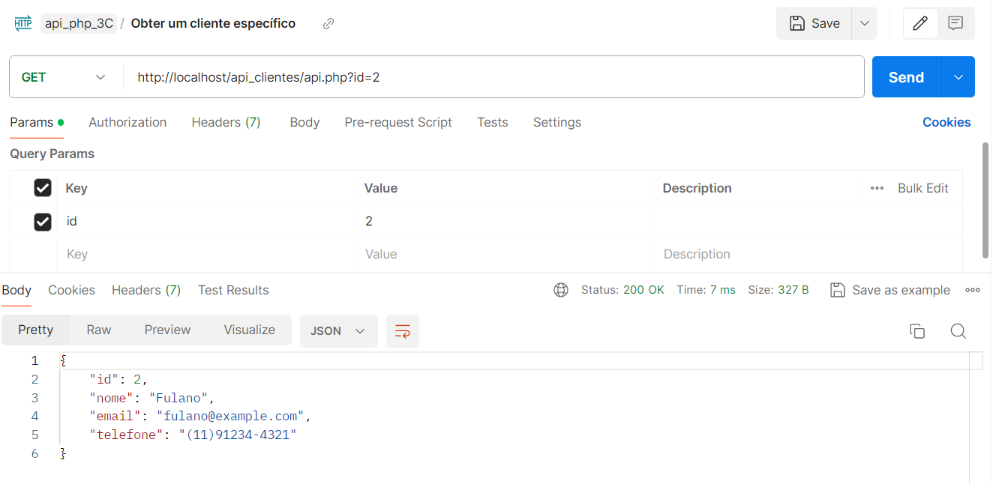 HTTP api_php_3C / Obter um cliente específico Save
GET http://localhost/api_clientes/api.php?id=2 Send
Params Authorization Headers (7) Body Pre-request Script Tests Settings Cookies
Query Params
Key Value Description Bulk Edit
id 2
Key Value Description
Body Cookies Headers (7) Test Results Status: 200 OK Time: 7 ms Size: 327 B Save as example
Pretty Raw Preview Visualize JSON
1 {
2 "id": 2,
3 "nome": "Fulano",
4 "email": "fulano@example.com",
5 "telefone": "(11)91234-4321"
6 }